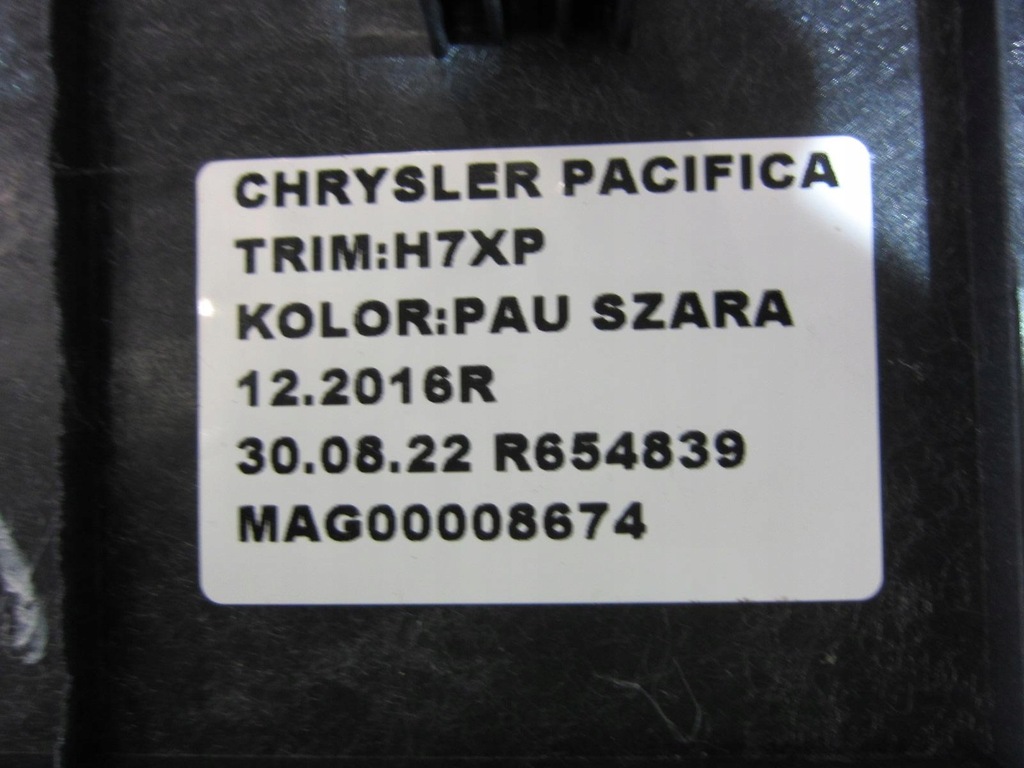 CHRYSLER PACIFICA
TRIM:H7XP
KOLOR:PAU SZARA
12.2016R
30.08.22 R654839
MAG00008674